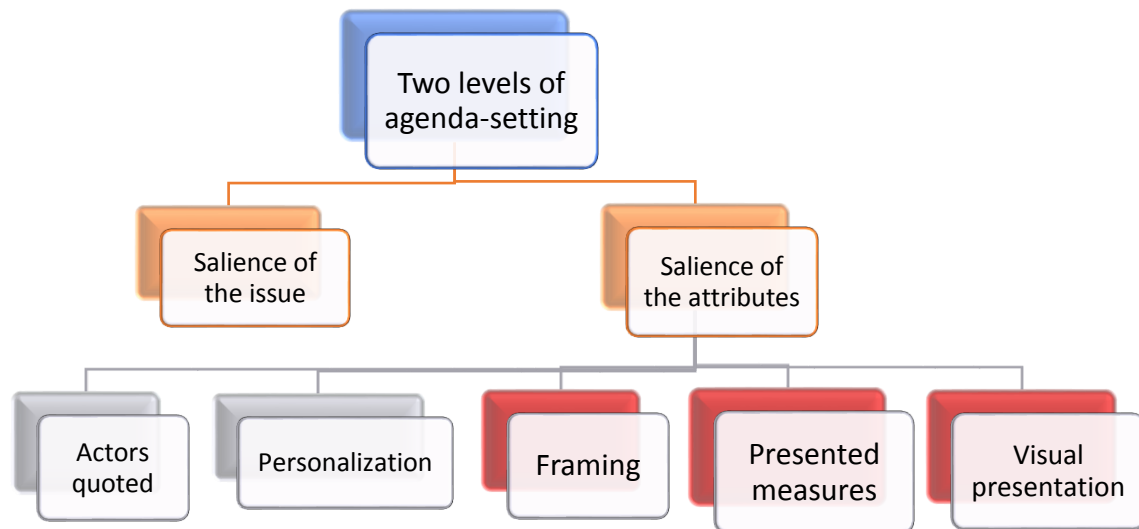 Two levels of
agenda-setting
Salience of
the issue
Salience of
the attributes
Actors
quoted
Personalization
Framing
Presented
measures
Visual
presentation